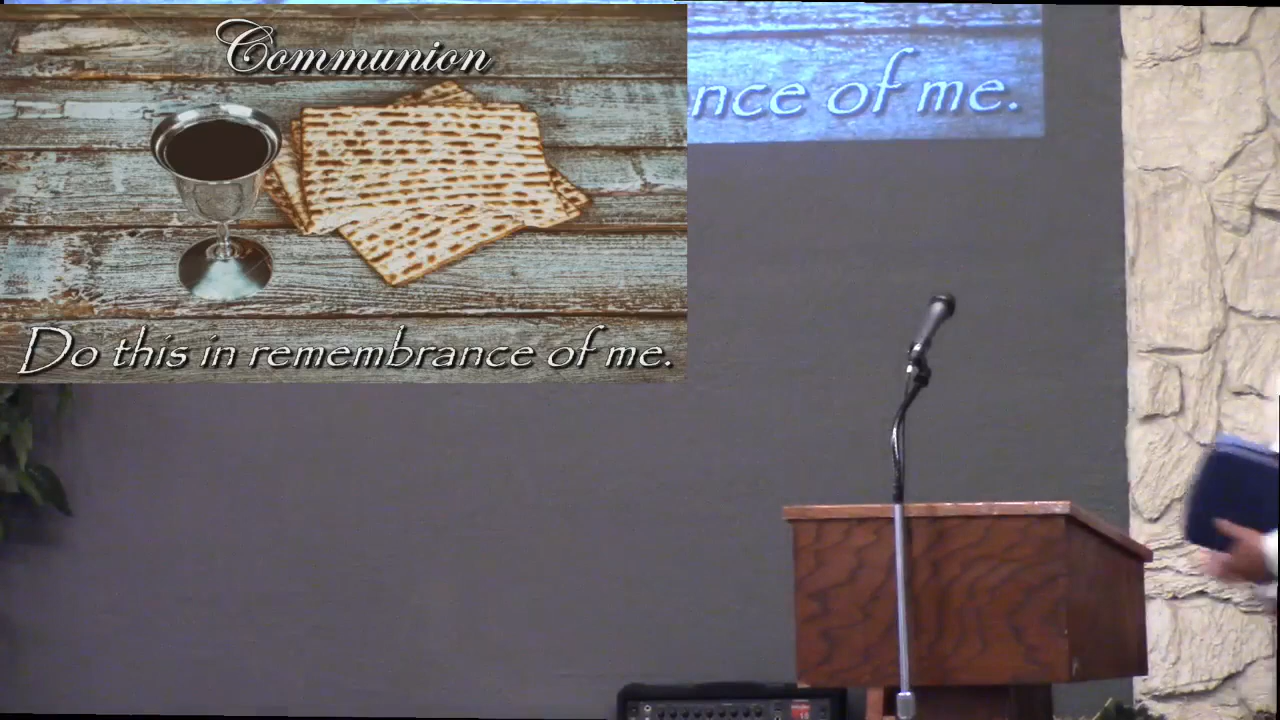 Communion
nce of me.
Do this in remembrance of me.